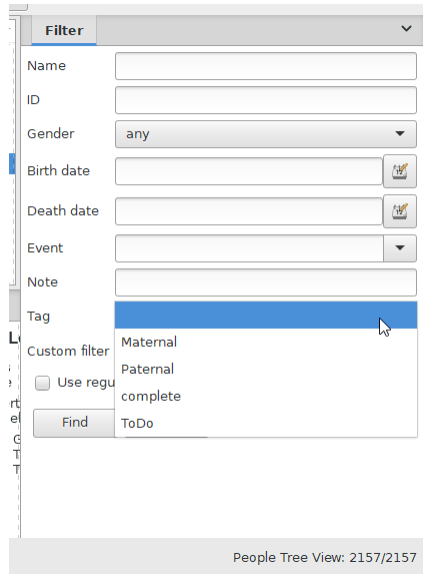 Filter
Name
ID
Gender any
Birth date
Death date
Event
Note
Tag
Maternal
Custom filter
Paternal
Use regu
complete
Find
ToDo
People Tree View: 2157/2157